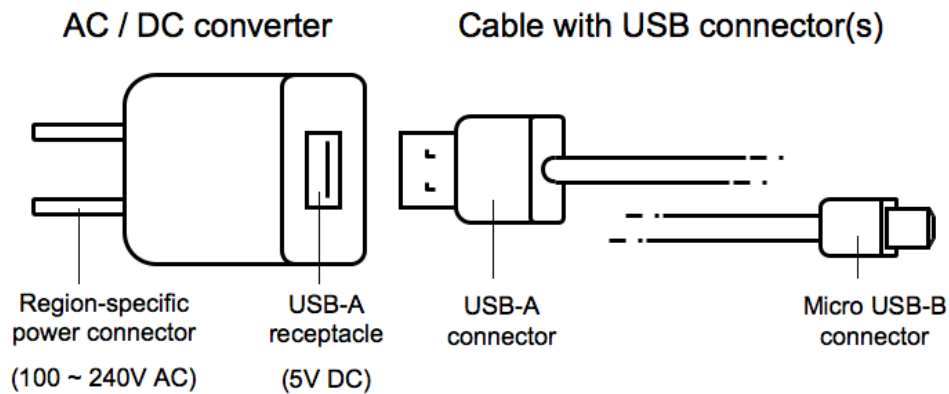 AC / DC converter
Cable with USB connector(s)
Region-specific
power connector
(100 ~ 240V AC)
USB-A
receptacle
(5V DC)
USB-A
connector
Micro USB-B
connector